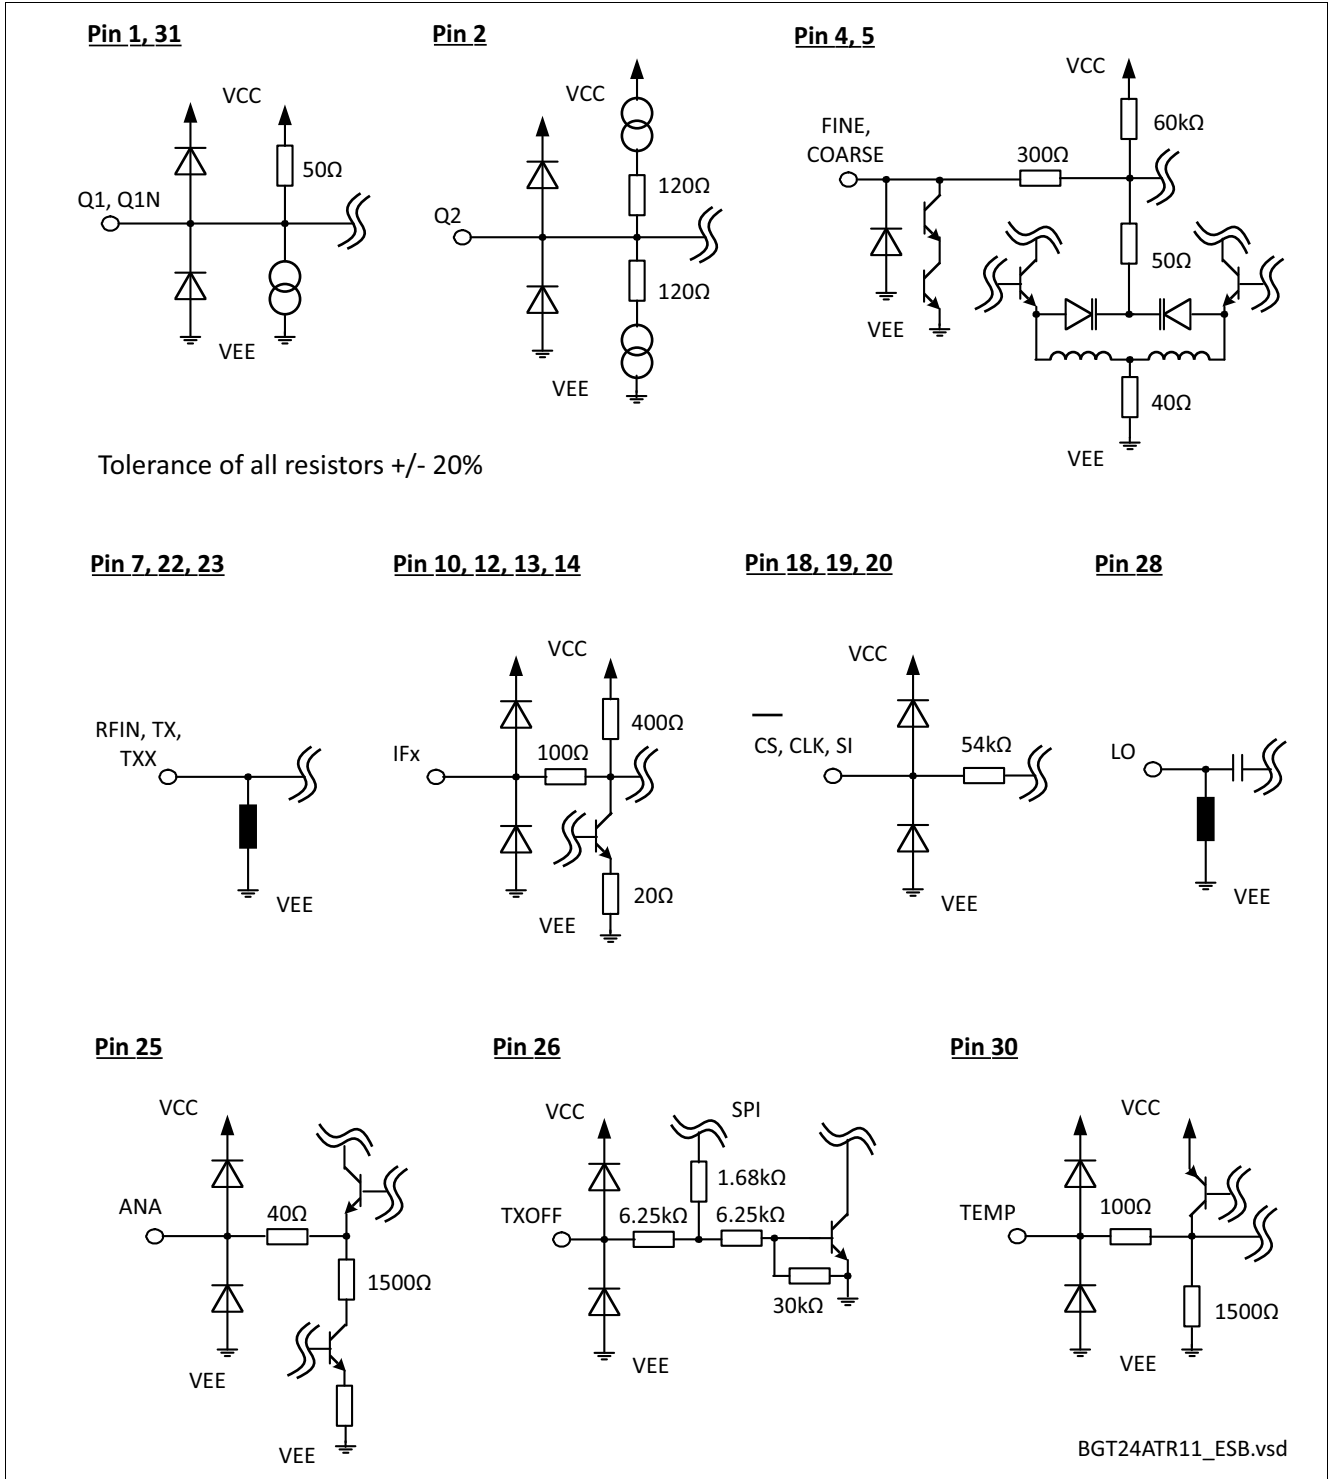 Pin 1, 31
Pin 2
Pin 4, 5
VCC
50Ω
Q1, Q1N
VEE
VCC
120Ω
Q2
120Ω
VEE
VCC
FINE,
COARSE
60kΩ
300Ω
50Ω
VEE
40Ω
VEE
Tolerance of all resistors +/- 20%
Pin 7, 22, 23
Pin 10, 12, 13, 14
Pin 18, 19, 20
Pin 28
RFIN, TX,
TXX
VEE
VCC
400Ω
100Ω
IFx
20Ω
VEE
VCC
CS, CLK, SI
54kΩ
VEE
LO
VEE
Pin 25
Pin 26
Pin 30
VCC
ANA
40Ω
1500Ω
VEE
VEE
VCC
SPI
1.68kΩ
TXOFF
6.25kΩ
6.25kΩ
30kΩ
VEE
VCC
TEMP
100Ω
1500Ω
VEE
BGT24ATR11_ESB.vsd